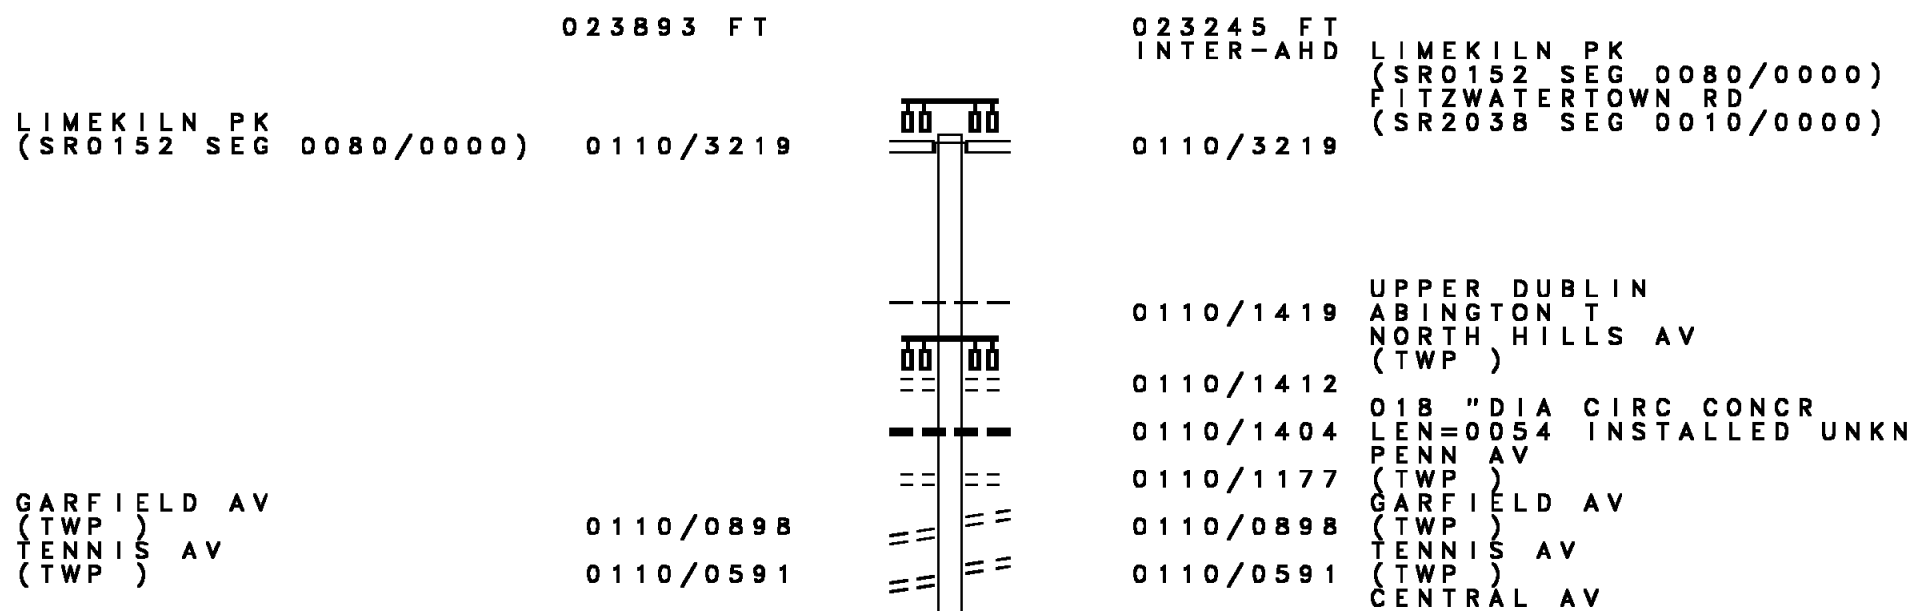 023893 FT 023245 FT
INTER-AHD LIMEKILN PK
(SR0152 SEG 0080/0000)
FITZWATERTOWN RD
LIMEKILN PK (SR2038 SEG 0010/0000)
(SR0152 SEG 0080/0000) 0110/3219 0110/3219
UPPER DUBLIN
0110/1419 ABINGTON T
NORTH HILLS AV
(TWP )
0110/1412
018 "DIA CIRC CONCR
0110/1404 LEN=0054 INSTALLED UNKN
PENN AV
0110/1177 (TWP )
GARFIELD AV GARFIELD AV
(TWP ) 0110/0898 0110/0898 (TWP )
TENNIS AV TENNIS AV
(TWP ) 0110/0591 0110/0591 (TWP )
CENTRAL AV